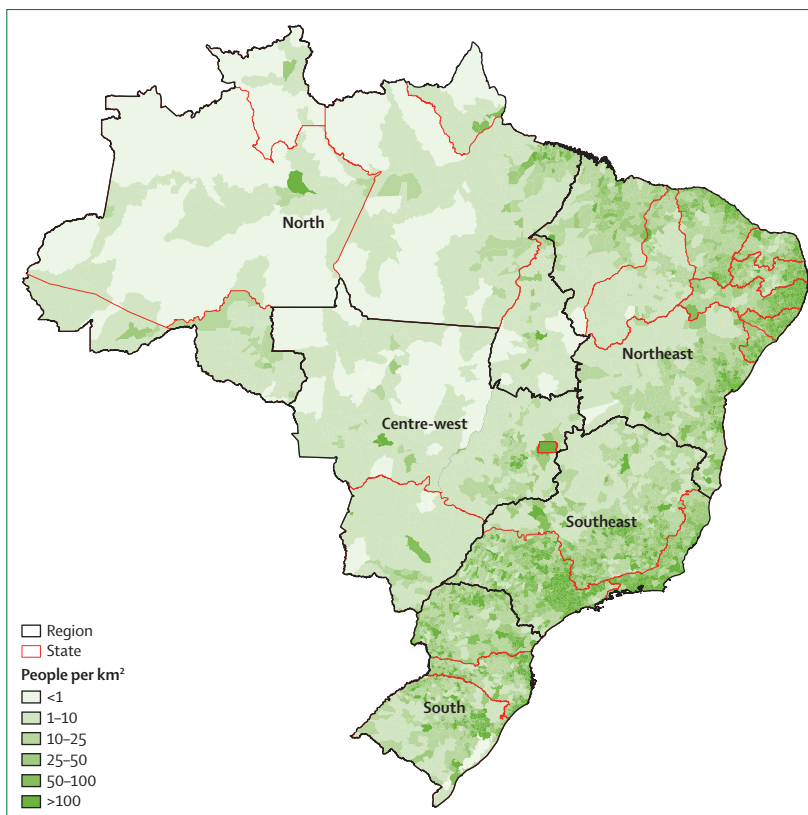 North
Northeast
Centre-west
Southeast
South
Region
State
People per km²
<1
1–10
10–25
25–50
50–100
>100